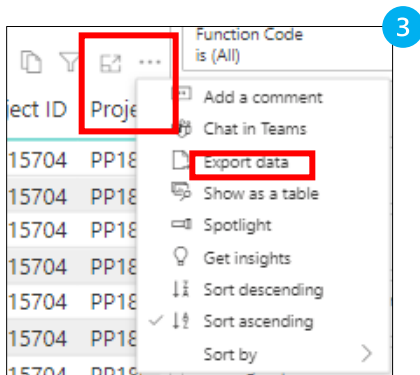 3
Function Code
is (All)
ject ID Proje
Add a comment
Chat in Teams
15704 PP18
Export data
15704 PP18
Show as a table
15704 PP18
Spotlight
15704 PP18
Get insights
15704 PP18
Sort descending
Sort ascending
15704 PP18
Sort by
15704 PP18